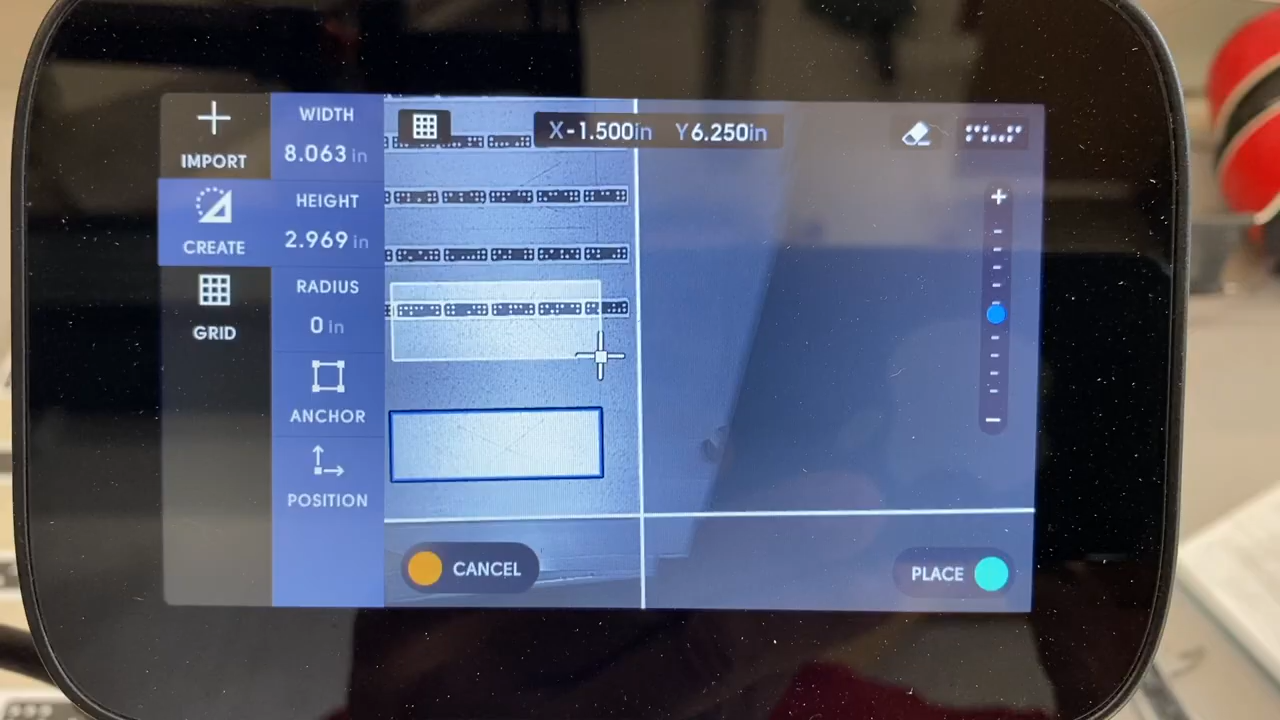 IMPORT
CREATE
GRID
WIDTH
8.063 in
HEIGHT
2.969 in
RADIUS
0 in
ANCHOR
POSITION
X-1.500in Y6.250in
+
−
CANCEL
PLACE